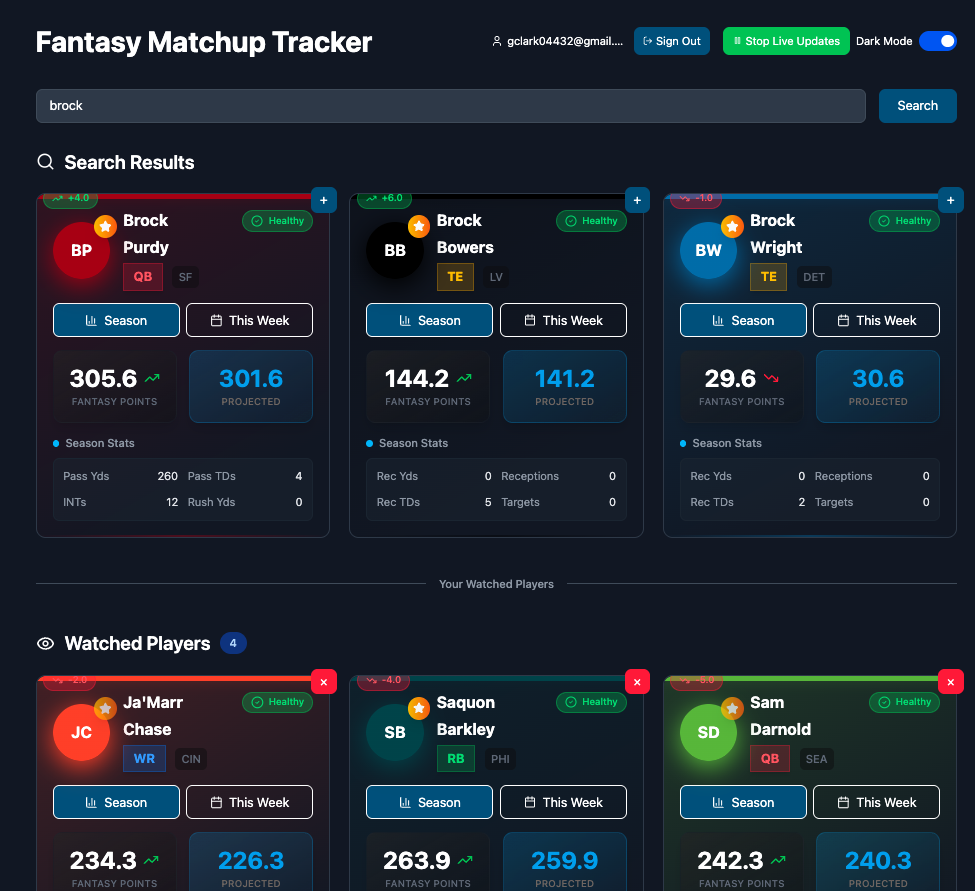 Fantasy Matchup Tracker
gclark04432@gmail.... Sign Out Stop Live Updates Dark Mode
brock Search
Search Results
+4.0 +
Brock Purdy Healthy
BP
QB SF
Season This Week
305.6 301.6
FANTASY POINTS PROJECTED
Season Stats
Pass Yds 260 Pass TDs 4
INTs 12 Rush Yds 0
+6.0 +
Brock Bowers Healthy
BB
TE LV
Season This Week
144.2 141.2
FANTASY POINTS PROJECTED
Season Stats
Rec Yds 0 Receptions 0
Rec TDs 5 Targets 0
-1.0 +
Brock Wright Healthy
BW
TE DET
Season This Week
29.6 30.6
FANTASY POINTS PROJECTED
Season Stats
Rec Yds 0 Receptions 0
Rec TDs 2 Targets 0
Your Watched Players
Watched Players 4
-2.0 ×
Ja'Marr Chase Healthy
JC
WR CIN
Season This Week
234.3 226.3
FANTASY POINTS PROJECTED
-4.0 ×
Saquon Barkley Healthy
SB
RB PHI
Season This Week
263.9 259.9
FANTASY POINTS PROJECTED
×
Sam Darnold Healthy
SD
QB SEA
Season This Week
242.3 240.3
FANTASY POINTS PROJECTED